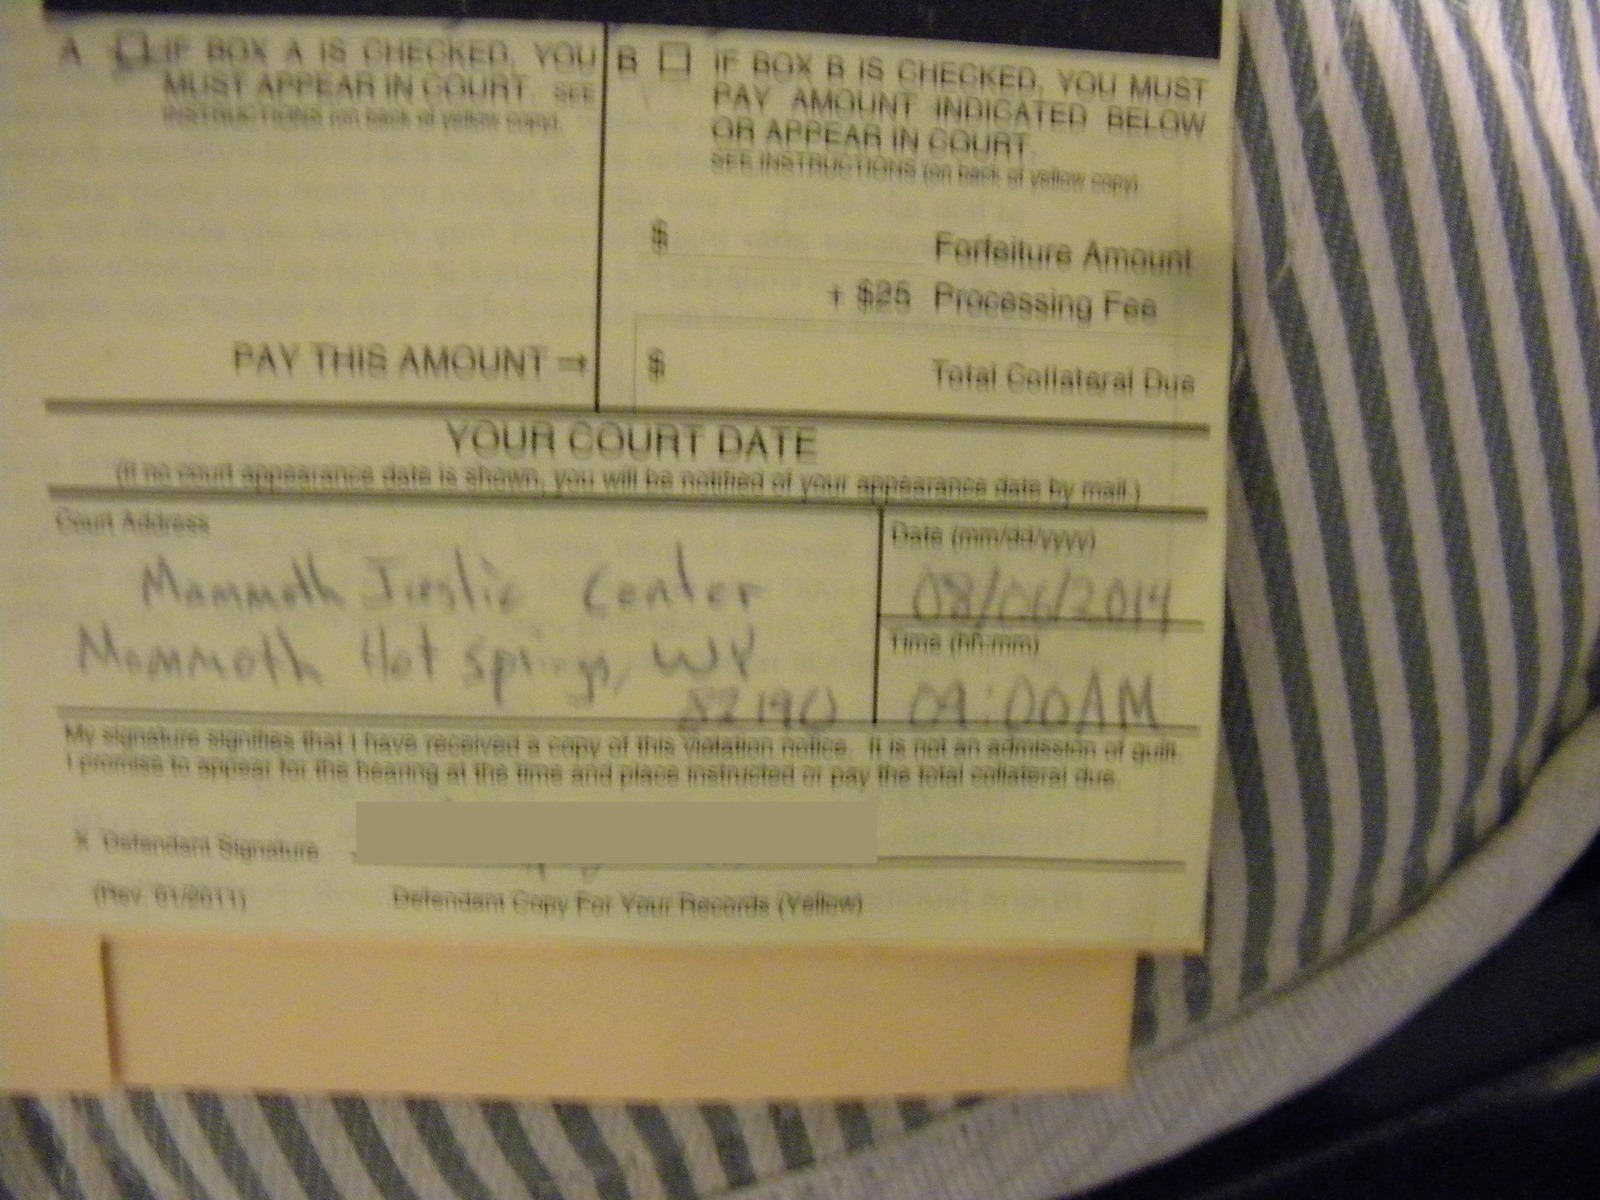 A IF BOX A IS CHECKED, YOU
MUST APPEAR IN COURT. SEE
INSTRUCTIONS (on back of yellow copy).
B IF BOX B IS CHECKED, YOU MUST
PAY AMOUNT INDICATED BELOW
OR APPEAR IN COURT.
SEE INSTRUCTIONS (on back of yellow copy).
$ Forfeiture Amount
+ $25 Processing Fee
PAY THIS AMOUNT → $ Total Collateral Due
YOUR COURT DATE
(If no court appearance date is shown, you will be notified of your appearance date by mail.)
Court Address
Mammoth Justic Center
Mammoth Hot Springs, WY
82190
Date (mm/dd/yyyy)
08/06/2014
Time (hh:mm)
09:00AM
My signature signifies that I have received a copy of this violation notice. It is not an admission of guilt.
I promise to appear for the hearing at the time and place instructed or pay the total collateral due.
X Defendant Signature
(Rev. 01/2011) Defendant Copy For Your Records (Yellow)